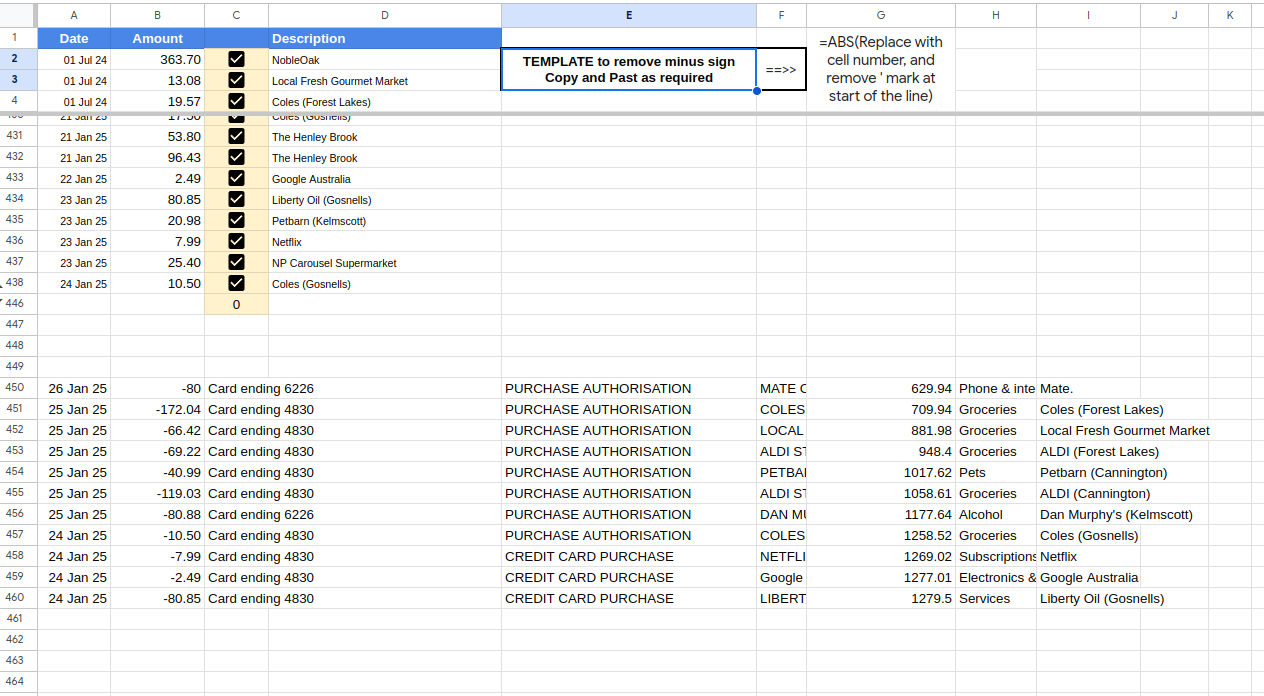 A B C D E F G H I J K
1 Date Amount Description
=ABS(Replace with
cell number, and
remove ' mark at
start of the line)
2 01 Jul 24 363.70 NobleOak
TEMPLATE to remove minus sign
Copy and Past as required
==>>
3 01 Jul 24 13.08 Local Fresh Gourmet Market
4 01 Jul 24 19.57 Coles (Forest Lakes)
21 Jan 25 17.50 Coles (Gosnells)
431 21 Jan 25 53.80 The Henley Brook
432 21 Jan 25 96.43 The Henley Brook
433 22 Jan 25 2.49 Google Australia
434 23 Jan 25 80.85 Liberty Oil (Gosnells)
435 23 Jan 25 20.98 Petbarn (Kelmscott)
436 23 Jan 25 7.99 Netflix
437 23 Jan 25 25.40 NP Carousel Supermarket
438 24 Jan 25 10.50 Coles (Gosnells)
446 0
447
448
449
450 26 Jan 25 -80 Card ending 6226 PURCHASE AUTHORISATION MATE 629.94 Phone & inte Mate.
451 25 Jan 25 -172.04 Card ending 4830 PURCHASE AUTHORISATION COLES 709.94 Groceries Coles (Forest Lakes)
452 25 Jan 25 -66.42 Card ending 4830 PURCHASE AUTHORISATION LOCAL 881.98 Groceries Local Fresh Gourmet Market
453 25 Jan 25 -69.22 Card ending 4830 PURCHASE AUTHORISATION ALDI ST 948.4 Groceries ALDI (Forest Lakes)
454 25 Jan 25 -40.99 Card ending 4830 PURCHASE AUTHORISATION PETBA 1017.62 Pets Petbarn (Cannington)
455 25 Jan 25 -119.03 Card ending 4830 PURCHASE AUTHORISATION ALDI ST 1058.61 Groceries ALDI (Cannington)
456 25 Jan 25 -80.88 Card ending 6226 PURCHASE AUTHORISATION DAN MU 1177.64 Alcohol Dan Murphy's (Kelmscott)
457 24 Jan 25 -10.50 Card ending 4830 PURCHASE AUTHORISATION COLES 1258.52 Groceries Coles (Gosnells)
458 24 Jan 25 -7.99 Card ending 4830 CREDIT CARD PURCHASE NETFLI 1269.02 Subscriptions Netflix
459 24 Jan 25 -2.49 Card ending 4830 CREDIT CARD PURCHASE Google 1277.01 Electronics & Google Australia
460 24 Jan 25 -80.85 Card ending 4830 CREDIT CARD PURCHASE LIBERT 1279.5 Services Liberty Oil (Gosnells)
461
462
463
464